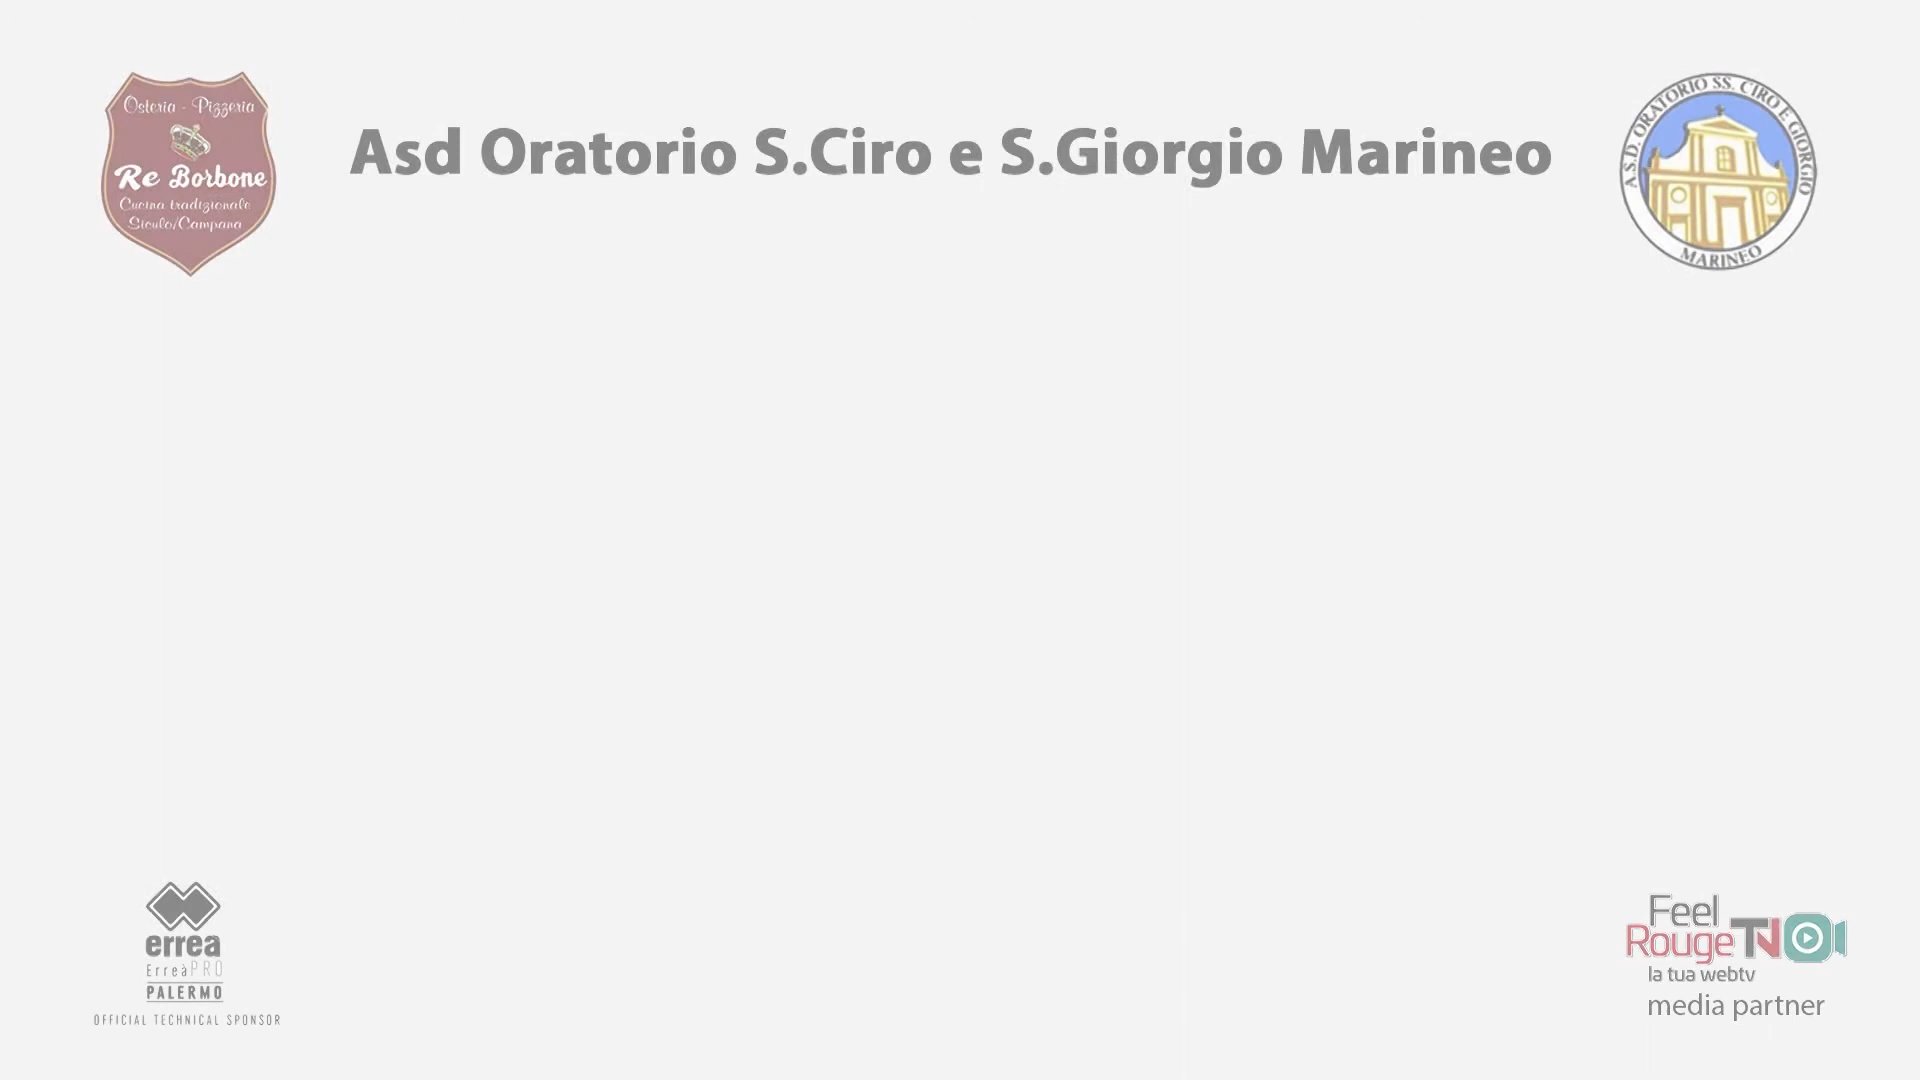 Osteria - Pizzeria
Re Borbone
Cucina tradizionale
Siculo/Campana
Asd Oratorio S.Ciro e S.Giorgio Marineo
A.S.D. ORATORIO SS. CIRO E GIORGIO
MARINEO
errea
ErreàPRO
PALERMO
OFFICIAL TECHNICAL SPONSOR
Feel
Rouge TV
la tua webtv
media partner